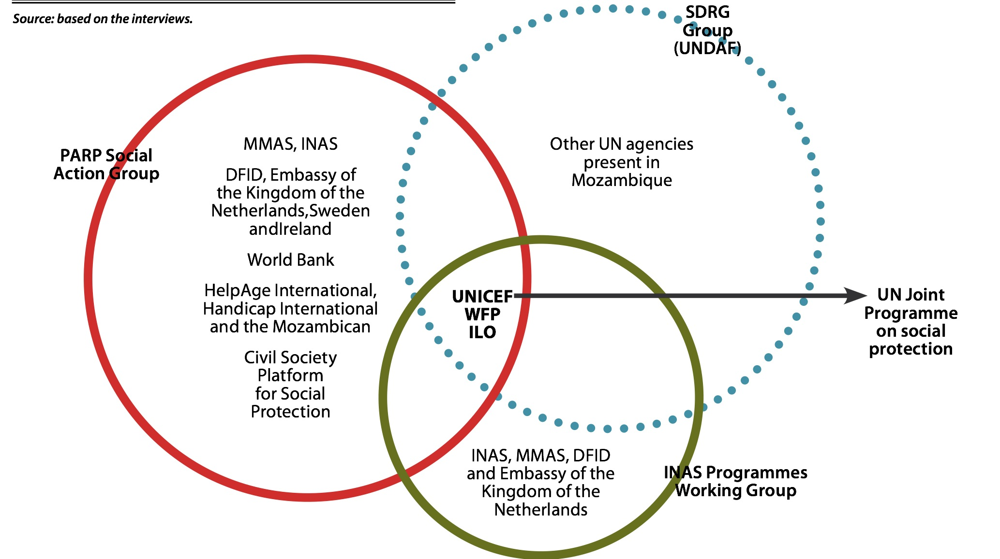 Source: based on the interviews.
SDRG
Group
(UNDAF)
PARP Social
Action Group
MMAS, INAS
DFID, Embassy of
the Kingdom of the
Netherlands,Sweden
andIreland
World Bank
HelpAge International,
Handicap International
and the Mozambican
Civil Society
Platform
for Social
Protection
Other UN agencies
present in
Mozambique
UNICEF
WFP
ILO
UN Joint
Programme
on social
protection
INAS, MMAS, DFID
and Embassy of the
Kingdom of the
Netherlands
INAS Programmes
Working Group